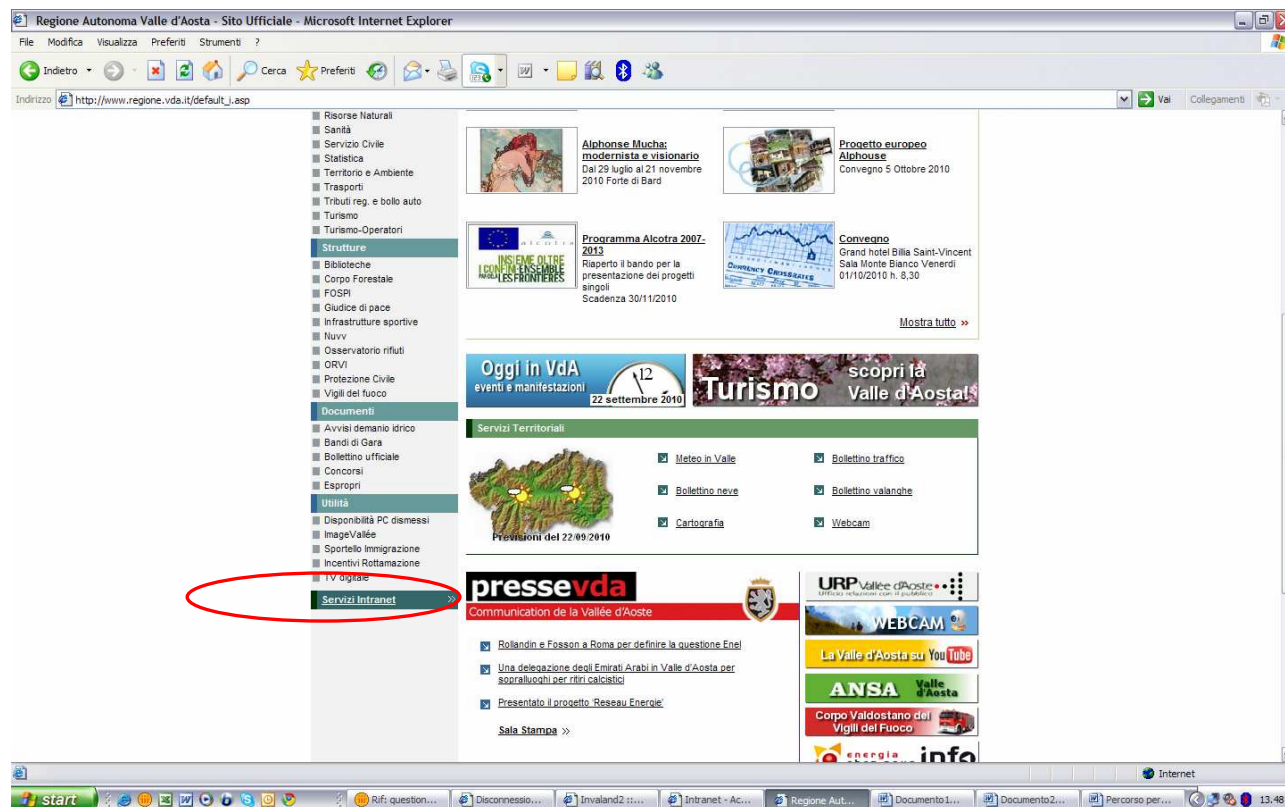 Regione Autonoma Valle d'Aosta - Sito Ufficiale - Microsoft Internet Explorer
File Modifica Visualizza Preferiti Strumenti ?
Indietro Cerca Preferiti
Indirizzo http://www.regione.vda.it/default_i.asp Vai Collegamenti
Risorse Naturali
Sanità
Servizio Civile
Statistica
Territorio e Ambiente
Trasporti
Tributi reg. e bollo auto
Turismo
Turismo-Operatori
Strutture
Biblioteche
Corpo Forestale
FOSPI
Giudice di pace
Infrastrutture sportive
Nuvv
Osservatorio rifiuti
ORVI
Protezione Civile
Vigili del fuoco
Documenti
Avvisi demanio idrico
Bandi di Gara
Bollettino ufficiale
Concorsi
Espropri
Utilità
Disponibilità PC dismessi
ImageVallée
Sportello Immigrazione
Incentivi Rottamazione
TV digitale
Servizi Intranet »
Alphonse Mucha:
modernista e visionario
Dal 29 luglio al 21 novembre
2010 Forte di Bard
Progetto europeo
Alphouse
Convegno 5 Ottobre 2010
alcotra
INSIEME OLTRE
I CONFINI ENSEMBLE
PAR-DELÀ LES FRONTIÈRES
Programma Alcotra 2007-
2013
Riaperto il bando per la
presentazione dei progetti
singoli
Scadenza 30/11/2010
CURRENCY CROSSRATES
Convegno
Grand hotel Billia Saint-Vincent
Sala Monte Bianco Venerdì
01/10/2010 h. 8,30
Mostra tutto »
Oggi in VdA
eventi e manifestazioni
12
22 settembre 2010
Turismo
scopri la
Valle d'Aosta!
Servizi Territoriali
Previsioni del 22/09/2010
Meteo in Valle
Bollettino traffico
Bollettino neve
Bollettino valanghe
Cartografia
Webcam
pressevda
Communication de la Vallée d'Aoste
Rollandin e Fosson a Roma per definire la questione Enel
Una delegazione degli Emirati Arabi in Valle d'Aosta per
sopralluoghi per ritiri calcistici
Presentato il progetto 'Reseau Energie'
Sala Stampa »
URP Vallée d'Aoste
Ufficio relazioni con il pubblico
WEBCAM
La Valle d'Aosta su YouTube
ANSA Valle d'Aosta
Corpo Valdostano dei
Vigili del Fuoco
energia
info
Internet
start
Rif: question...
Disconnessio...
Invaland2 ::...
Intranet - Ac...
Regione Aut...
Documento1...
Documento2...
Percorso per...
13.48